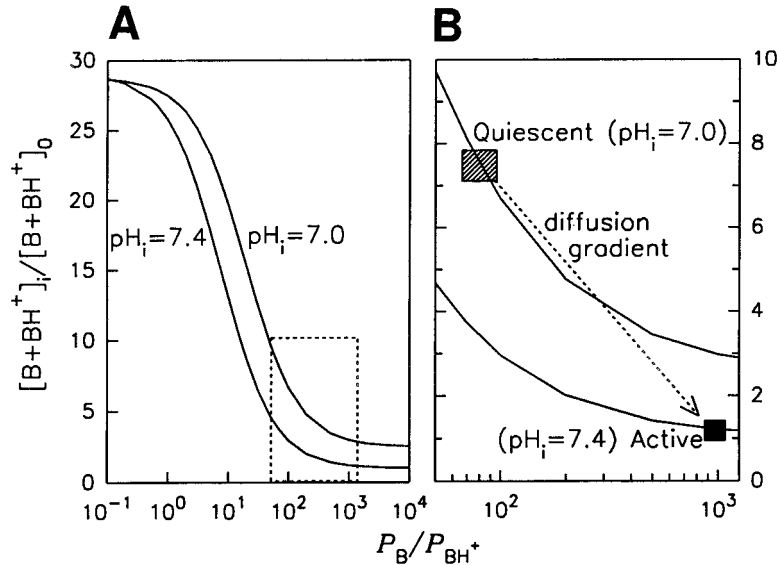 A
B
30
25
20
15
10
5
0
[B+BH⁺]ᵢ/[B+BH⁺]₀
pHᵢ=7.4
pHᵢ=7.0
10⁻¹ 10⁰ 10¹ 10² 10³ 10⁴
Quiescent (pHᵢ=7.0)
diffusion
gradient
(pHᵢ=7.4) Active
10
8
6
4
2
0
10² 10³
P_B/P_BH⁺